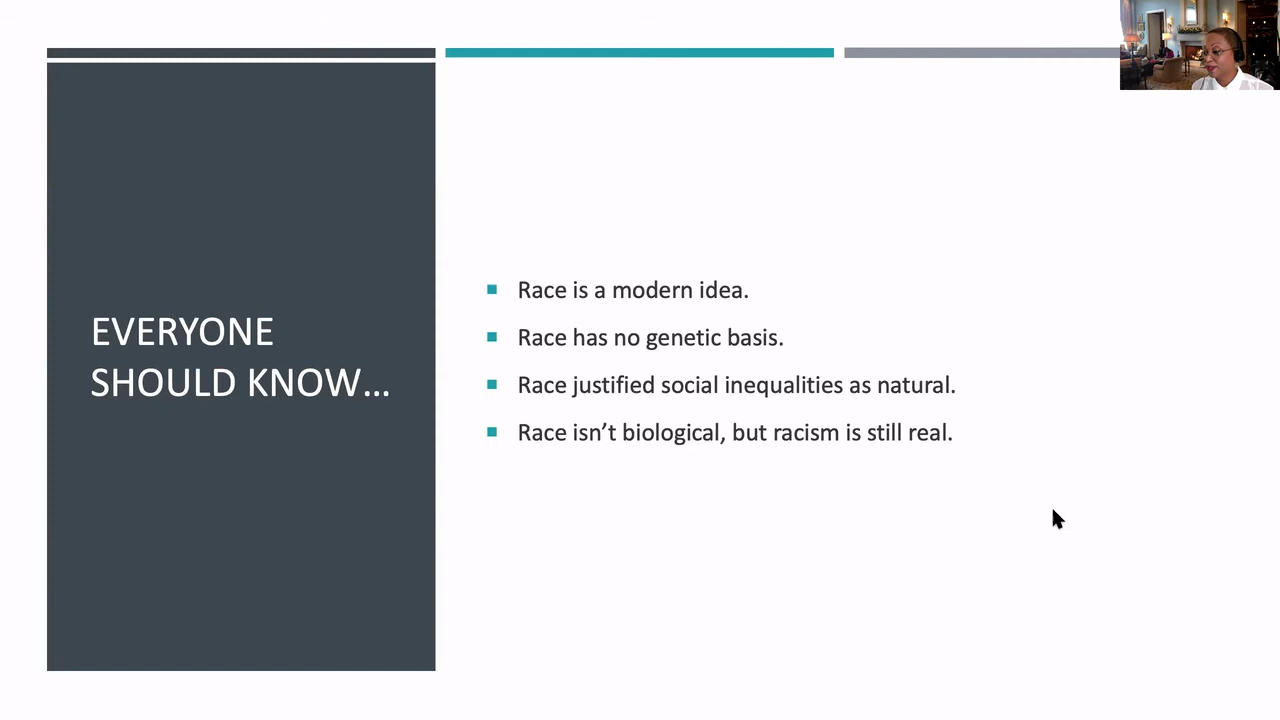 EVERYONE
SHOULD KNOW…
Race is a modern idea.
Race has no genetic basis.
Race justified social inequalities as natural.
Race isn’t biological, but racism is still real.